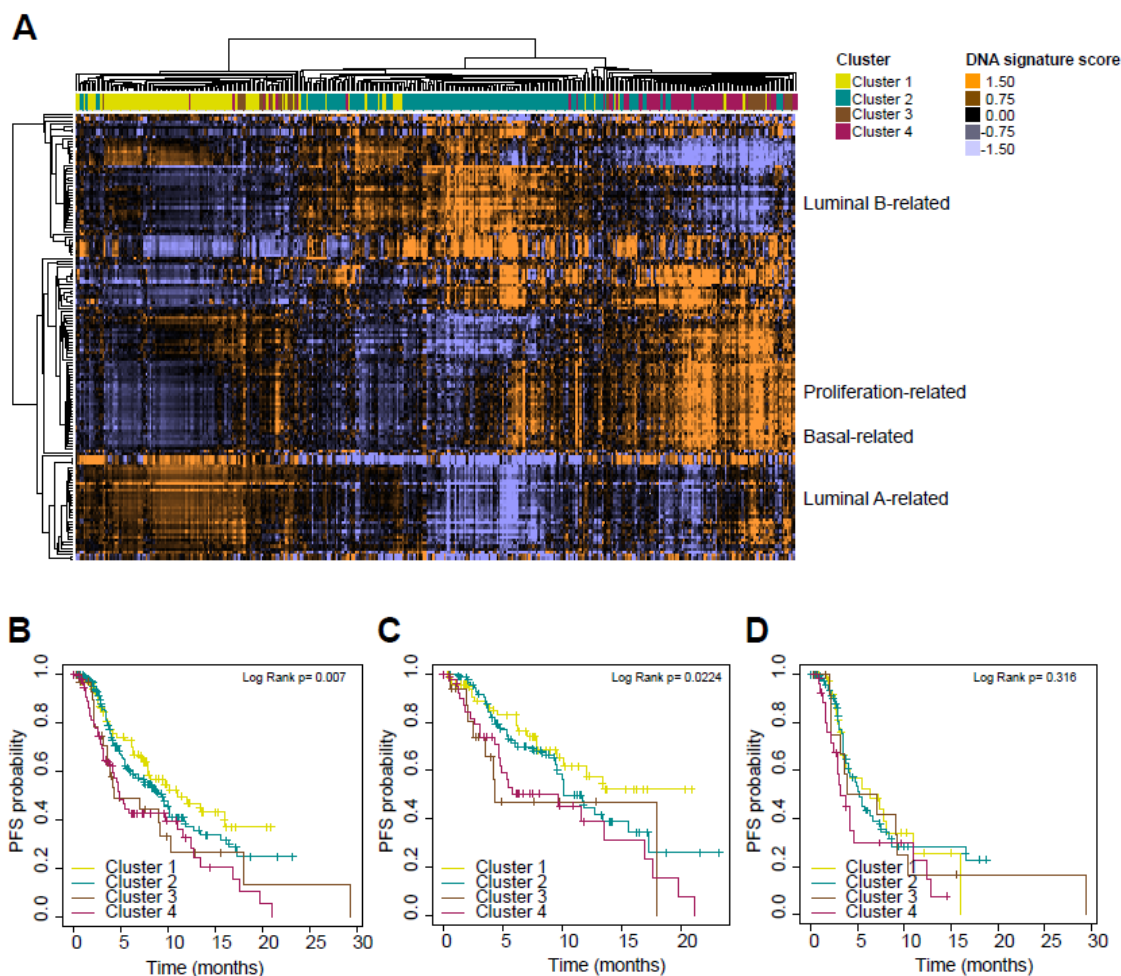 A
Cluster
Cluster 1
Cluster 2
Cluster 3
Cluster 4
DNA signature score
1.50
0.75
0.00
-0.75
-1.50
Luminal B-related
Proliferation-related
Basal-related
Luminal A-related
B
Log Rank p= 0.007
PFS probability
1.0
0.8
0.6
0.4
0.2
0.0
Cluster 1
Cluster 2
Cluster 3
Cluster 4
0 5 10 15 20 25 30
Time (months)
C
Log Rank p= 0.0224
PFS probability
1.0
0.8
0.6
0.4
0.2
0.0
Cluster 1
Cluster 2
Cluster 3
Cluster 4
0 5 10 15 20
Time (months)
D
Log Rank p= 0.316
PFS probability
1.0
0.8
0.6
0.4
0.2
0.0
Cluster 1
Cluster 2
Cluster 3
Cluster 4
0 5 10 15 20 25 30
Time (months)